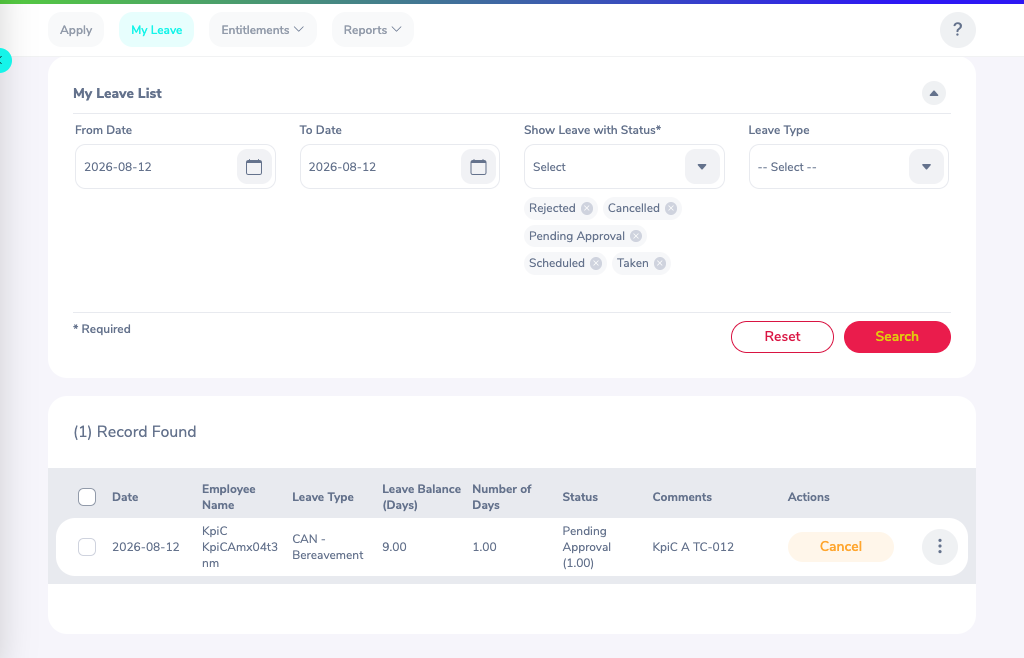 Apply
My Leave
Entitlements
Reports
?
My Leave List
From Date
To Date
Show Leave with Status*
Leave Type
2026-08-12
2026-08-12
Select
-- Select --
Rejected
Cancelled
Pending Approval
Scheduled
Taken
* Required
Reset
Search
(1) Record Found
Date
Employee
Name
Leave Type
Leave Balance
(Days)
Number of
Days
Status
Comments
Actions
2026-08-12
KpiC
KpiCAmx04t3
nm
CAN -
Bereavement
9.00
1.00
Pending
Approval
(1.00)
KpiC A TC-012
Cancel